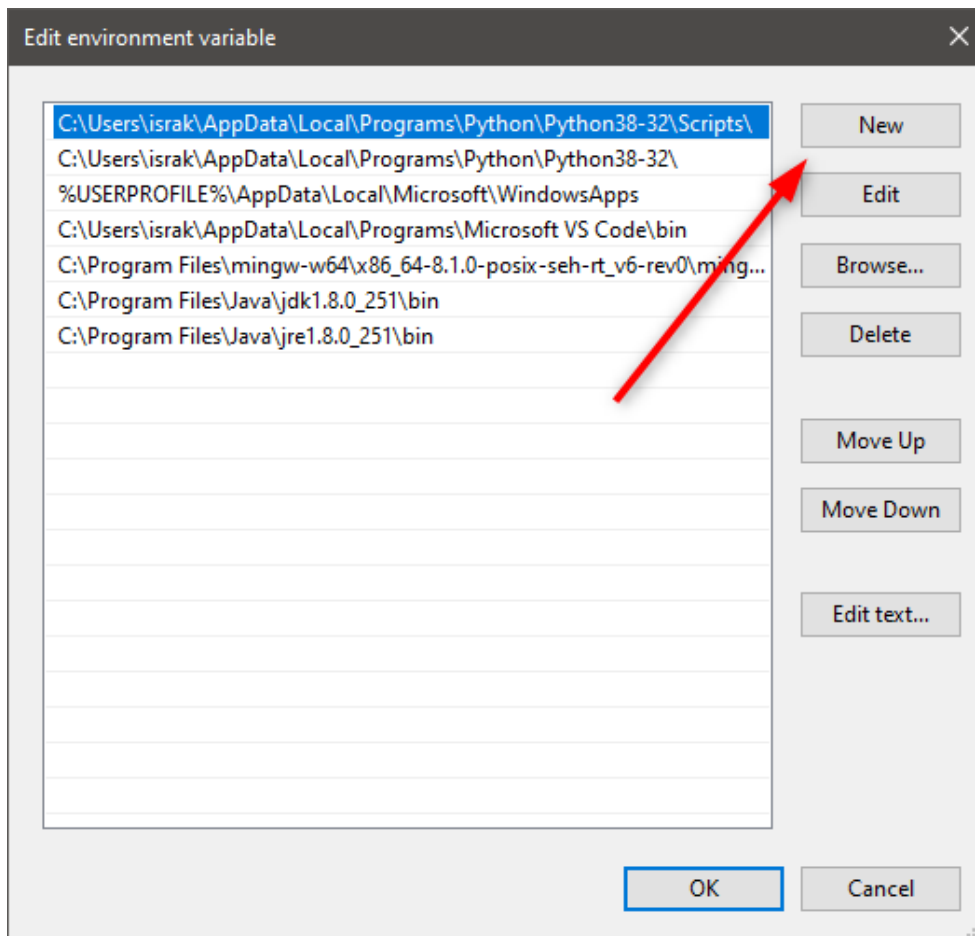 Edit environment variable
C:\Users\israk\AppData\Local\Programs\Python\Python38-32\Scripts\
C:\Users\israk\AppData\Local\Programs\Python\Python38-32\
%USERPROFILE%\AppData\Local\Microsoft\WindowsApps
C:\Users\israk\AppData\Local\Programs\Microsoft VS Code\bin
C:\Program Files\mingw-w64\x86_64-8.1.0-posix-seh-rt_v6-rev0\ming...
C:\Program Files\Java\jdk1.8.0_251\bin
C:\Program Files\Java\jre1.8.0_251\bin
New
Edit
Browse...
Delete
Move Up
Move Down
Edit text...
OK
Cancel